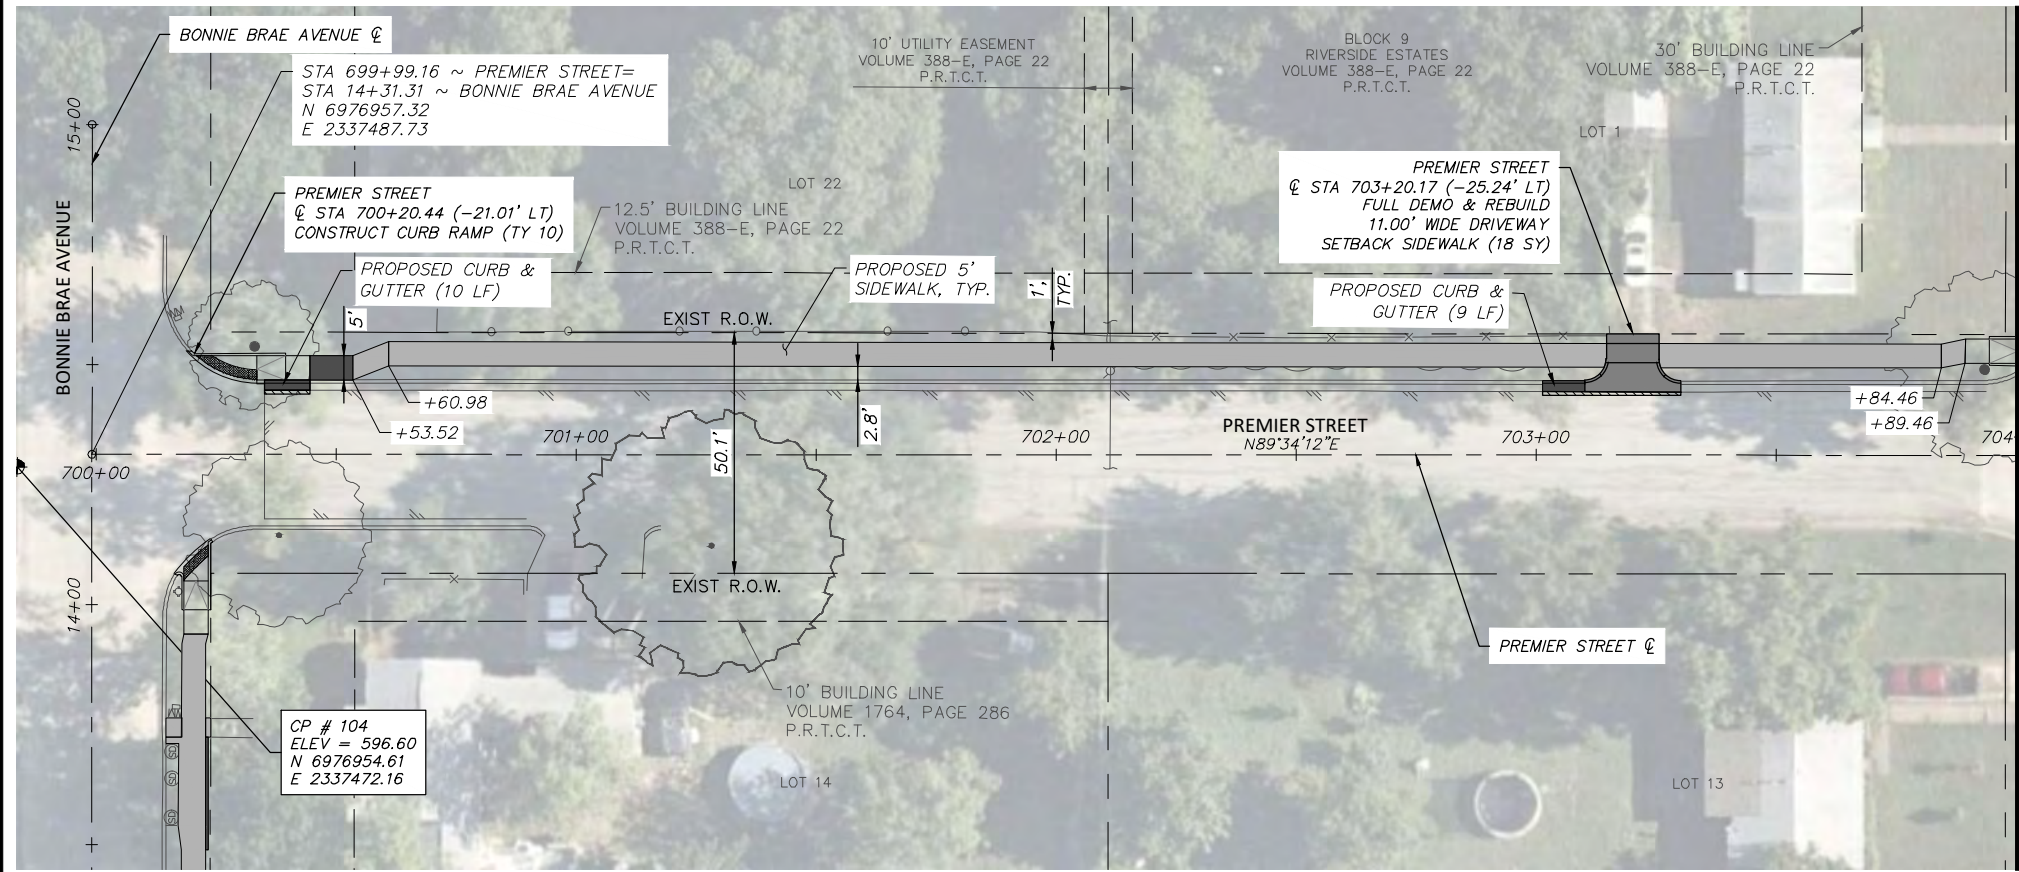 BONNIE BRAE AVENUE ℄
STA 699+99.16 ~ PREMIER STREET=
STA 14+31.31 ~ BONNIE BRAE AVENUE
N 6976957.32
E 2337487.73
10' UTILITY EASEMENT
VOLUME 388-E, PAGE 22
P.R.T.C.T.
BLOCK 9
RIVERSIDE ESTATES
VOLUME 388-E, PAGE 22
P.R.T.C.T.
30' BUILDING LINE
VOLUME 388-E, PAGE 22
P.R.T.C.T.
15+00
LOT 1
LOT 22
PREMIER STREET
℄ STA 700+20.44 (-21.01' LT)
CONSTRUCT CURB RAMP (TY 10)
12.5' BUILDING LINE
VOLUME 388-E, PAGE 22
P.R.T.C.T.
PREMIER STREET
℄ STA 703+20.17 (-25.24' LT)
FULL DEMO & REBUILD
11.00' WIDE DRIVEWAY
SETBACK SIDEWALK (18 SY)
BONNIE BRAE AVENUE
PROPOSED CURB &
GUTTER (10 LF)
PROPOSED 5'
SIDEWALK, TYP.
1',
TYP.
PROPOSED CURB &
GUTTER (9 LF)
5'
EXIST R.O.W.
+60.98
+53.52
+84.46
+89.46
2.8'
50.1'
700+00
701+00
702+00
PREMIER STREET
N89°34'12"E
703+00
704
14+00
EXIST R.O.W.
PREMIER STREET ℄
10' BUILDING LINE
VOLUME 1764, PAGE 286
P.R.T.C.T.
CP # 104
ELEV = 596.60
N 6976954.61
E 2337472.16
LOT 14
LOT 13